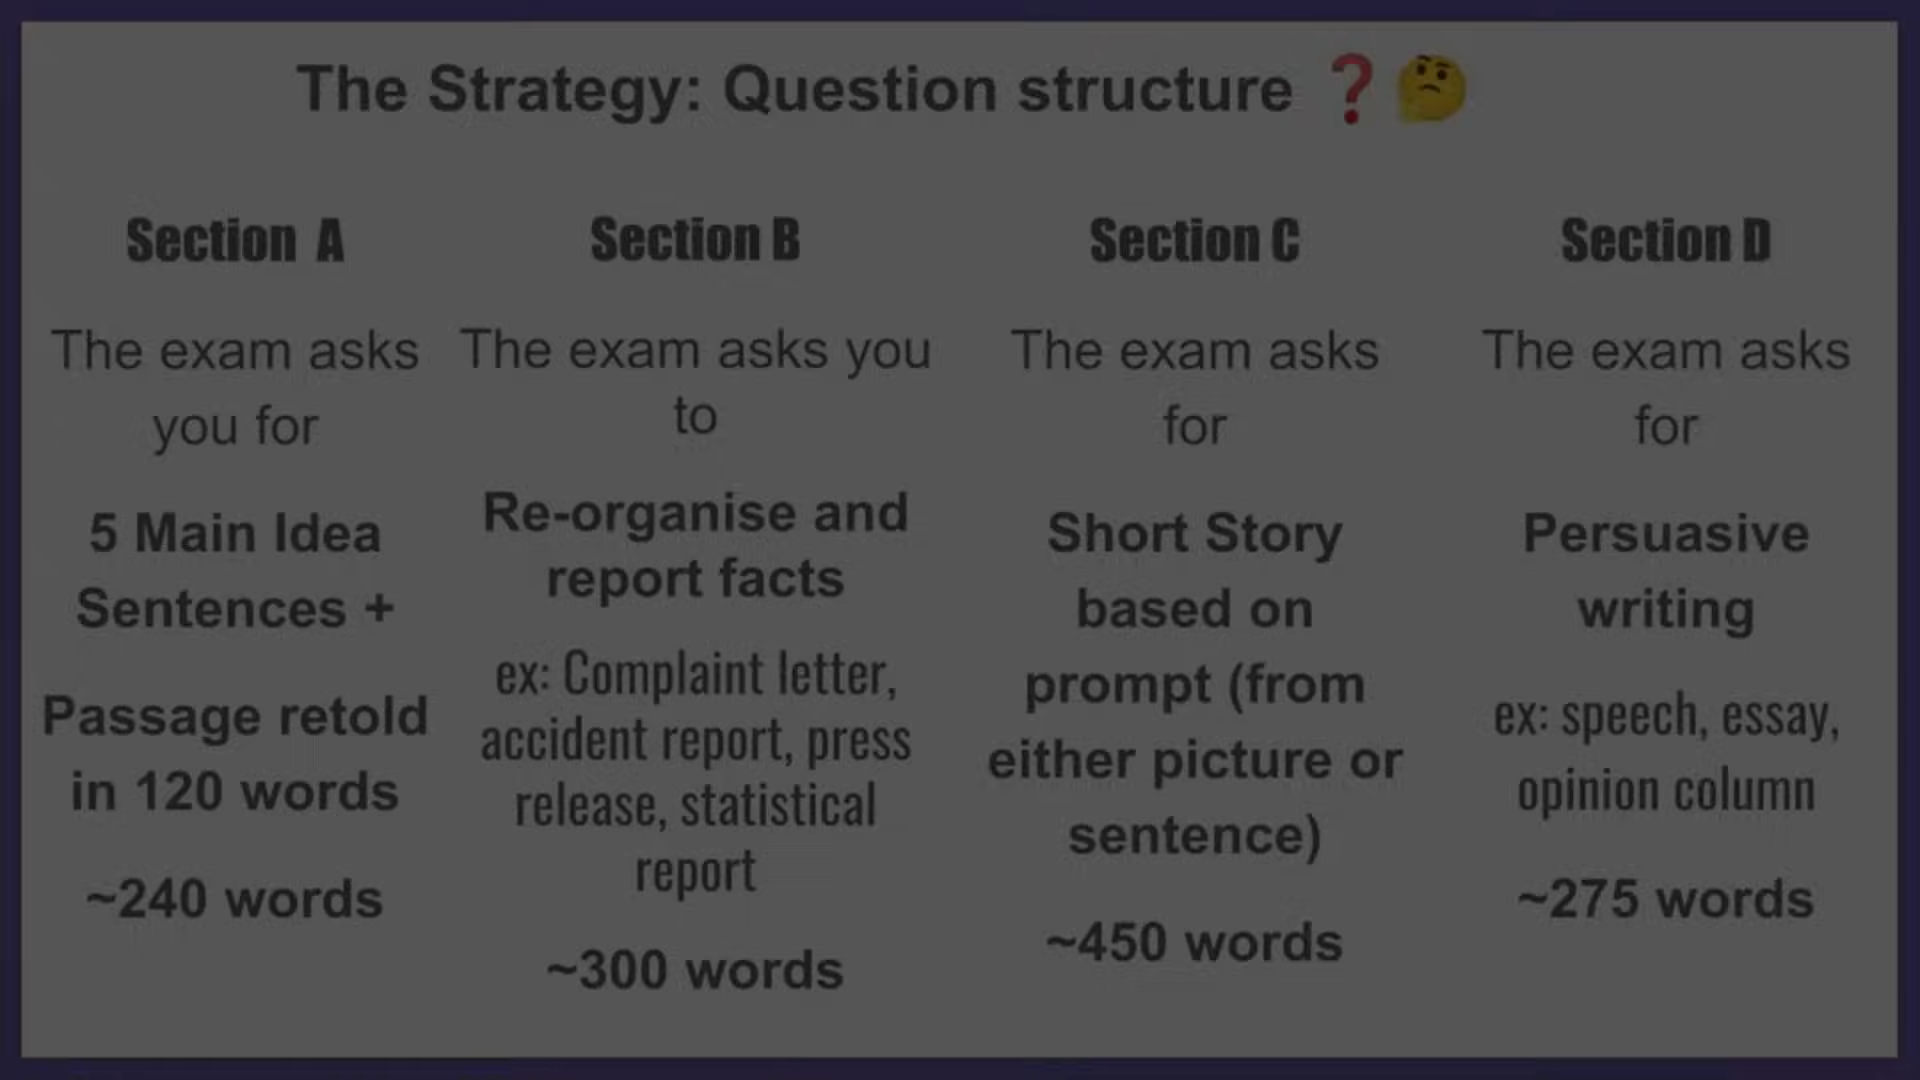 The Strategy: Question structure ❓🤔
Section A
The exam asks
you for
5 Main Idea
Sentences +
Passage retold
in 120 words
~240 words
Section B
The exam asks you
to
Re-organise and
report facts
ex: Complaint letter,
accident report, press
release, statistical
report
~300 words
Section C
The exam asks
for
Short Story
based on
prompt (from
either picture or
sentence)
~450 words
Section D
The exam asks
for
Persuasive
writing
ex: speech, essay,
opinion column
~275 words